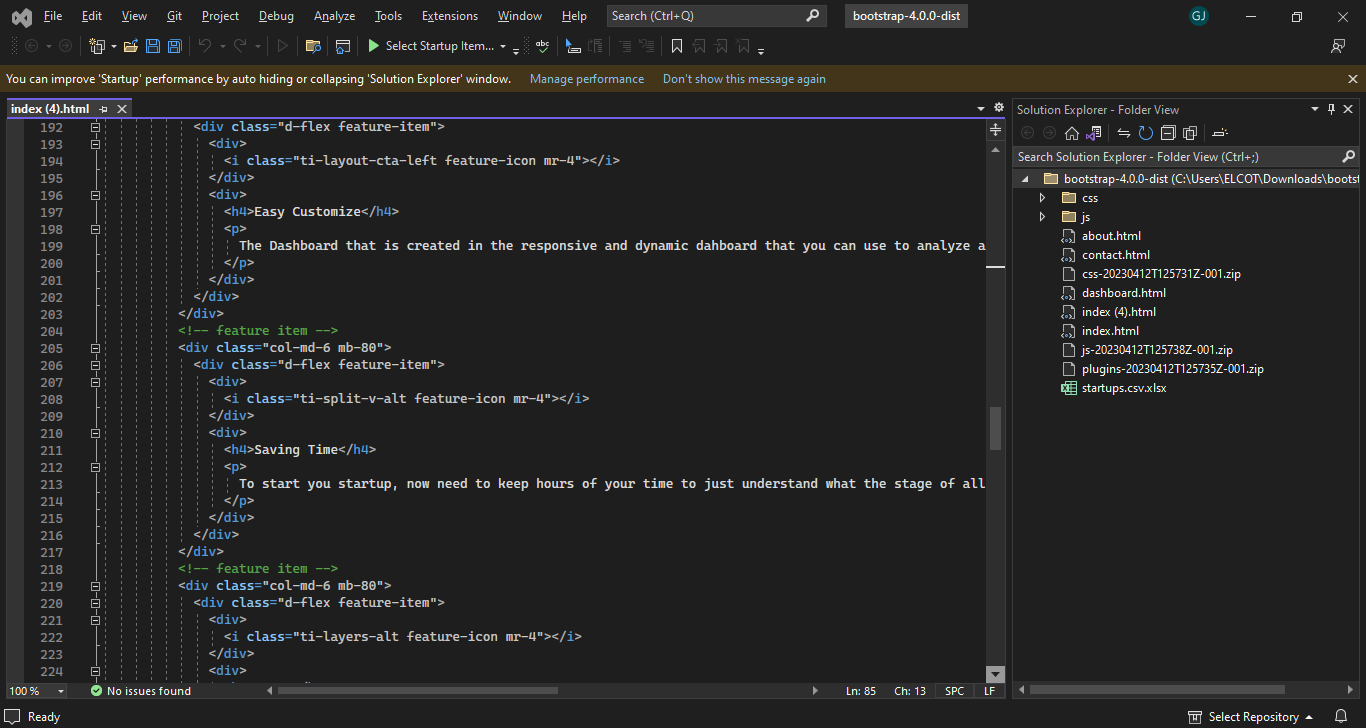 File Edit View Git Project Debug Analyze Tools Extensions Window Help Search (Ctrl+Q) bootstrap-4.0.0-dist GJ
Select Startup Item...
You can improve 'Startup' performance by auto hiding or collapsing 'Solution Explorer' window. Manage performance Don't show this message again
index (4).html
192 <div class="d-flex feature-item">
193 <div>
194 <i class="ti-layout-cta-left feature-icon mr-4"></i>
195 </div>
196 <div>
197 <h4>Easy Customize</h4>
198 <p>
199 The Dashboard that is created in the responsive and dynamic dahboard that you can use to analyze a
200 </p>
201 </div>
202 </div>
203 </div>
204 <!-- feature item -->
205 <div class="col-md-6 mb-80">
206 <div class="d-flex feature-item">
207 <div>
208 <i class="ti-split-v-alt feature-icon mr-4"></i>
209 </div>
210 <div>
211 <h4>Saving Time</h4>
212 <p>
213 To start you startup, now need to keep hours of your time to just understand what the stage of all
214 </p>
215 </div>
216 </div>
217 </div>
218 <!-- feature item -->
219 <div class="col-md-6 mb-80">
220 <div class="d-flex feature-item">
221 <div>
222 <i class="ti-layers-alt feature-icon mr-4"></i>
223 </div>
224 <div>
100 % No issues found Ln: 85 Ch: 13 SPC LF
Solution Explorer - Folder View
Search Solution Explorer - Folder View (Ctrl+;)
bootstrap-4.0.0-dist (C:\Users\ELCOT\Downloads\bootst
css
js
about.html
contact.html
css-20230412T125731Z-001.zip
dashboard.html
index (4).html
index.html
js-20230412T125738Z-001.zip
plugins-20230412T125735Z-001.zip
startups.csv.xlsx
Ready Select Repository